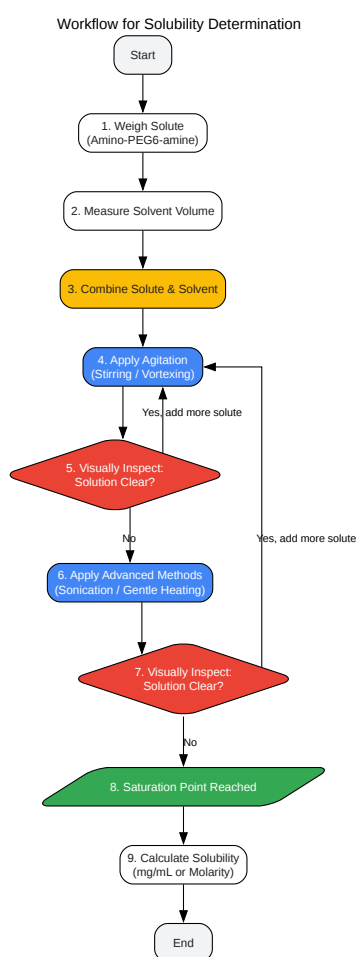 Workflow for Solubility Determination
Start
1. Weigh Solute
(Amino-PEG6-amine)
2. Measure Solvent Volume
3. Combine Solute & Solvent
4. Apply Agitation
(Stirring / Vortexing)
Yes, add more solute
5. Visually Inspect:
Solution Clear?
No
Yes, add more solute
6. Apply Advanced Methods
(Sonication / Gentle Heating)
7. Visually Inspect:
Solution Clear?
No
8. Saturation Point Reached
9. Calculate Solubility
(mg/mL or Molarity)
End